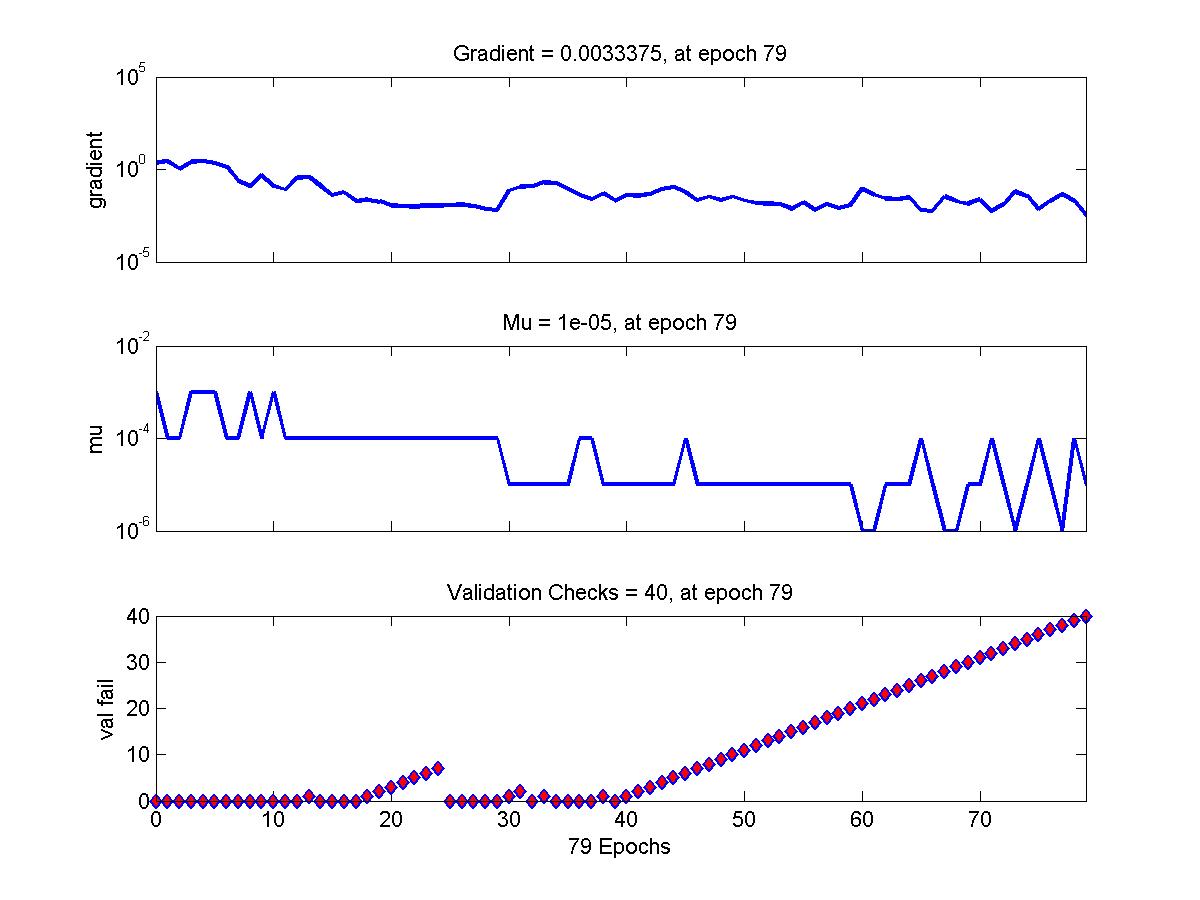 Gradient = 0.0033375, at epoch 79
10^5
10^0
10^-5
gradient
Mu = 1e-05, at epoch 79
10^-2
10^-4
10^-6
mu
Validation Checks = 40, at epoch 79
40
30
20
10
0
val fail
0 10 20 30 40 50 60 70
79 Epochs